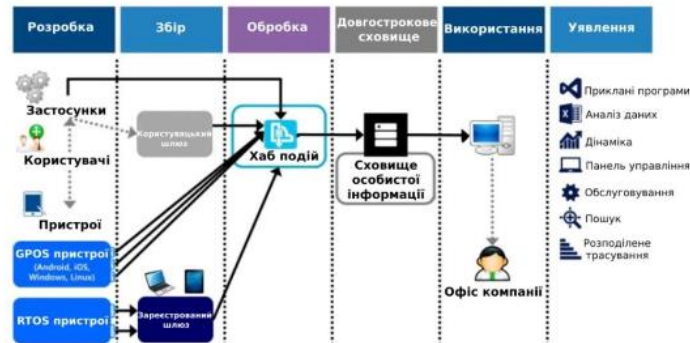 Розробка
Збір
Обробка
Довгострокове
сховище
Використання
Уявлення
Застосунки
Користувачі
Пристрої
GPOS пристрої
(Android, iOS,
Windows, Linux)
RTOS пристрої
Користувацький
шлюз
Зареєстрований
шлюз
Хаб подій
Сховище
особистої
інформації
Офіс компанії
Приклані програми
Аналіз даних
Дінаміка
Панель управління
Обслуговування
Пошук
Розподілене
трасування